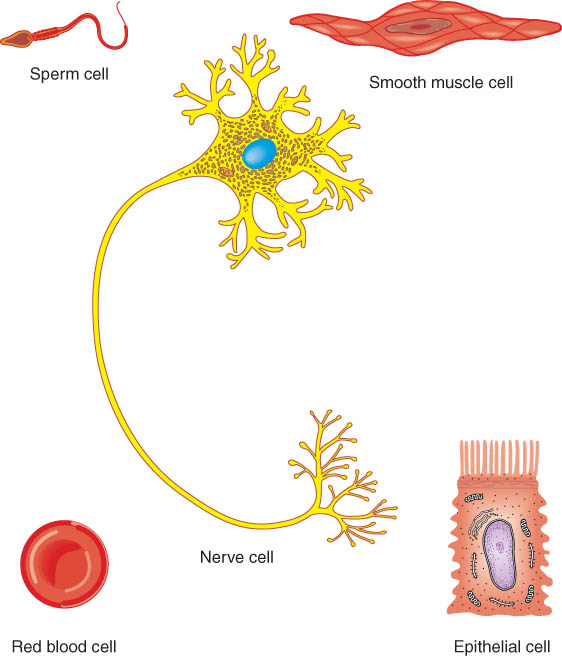 Sperm cell
Smooth muscle cell
Nerve cell
Red blood cell
Epithelial cell